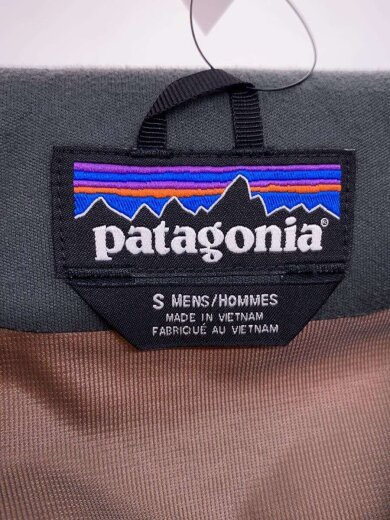 patagonia®
S MENS/HOMMES
MADE IN VIETNAM
FABRIQUÉ AU VIETNAM